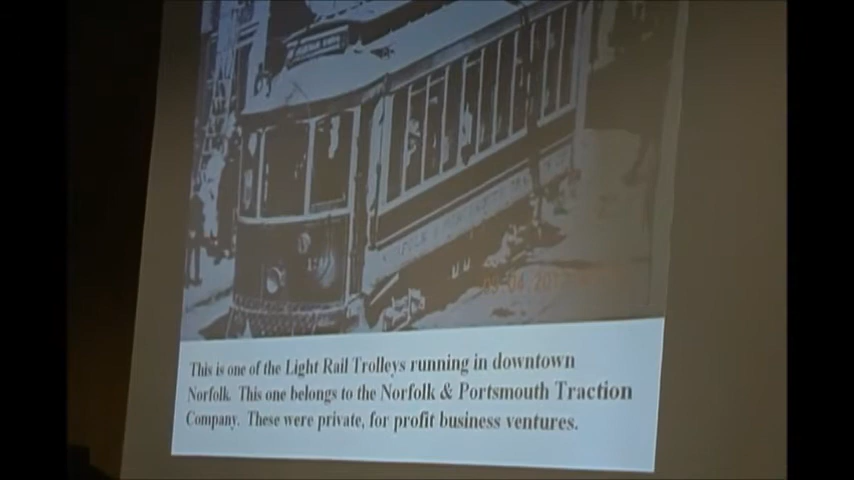 This is one of the Light Rail Trolleys running in downtown
Norfolk. This one belongs to the Norfolk & Portsmouth Traction
Company. These were private, for profit business ventures.